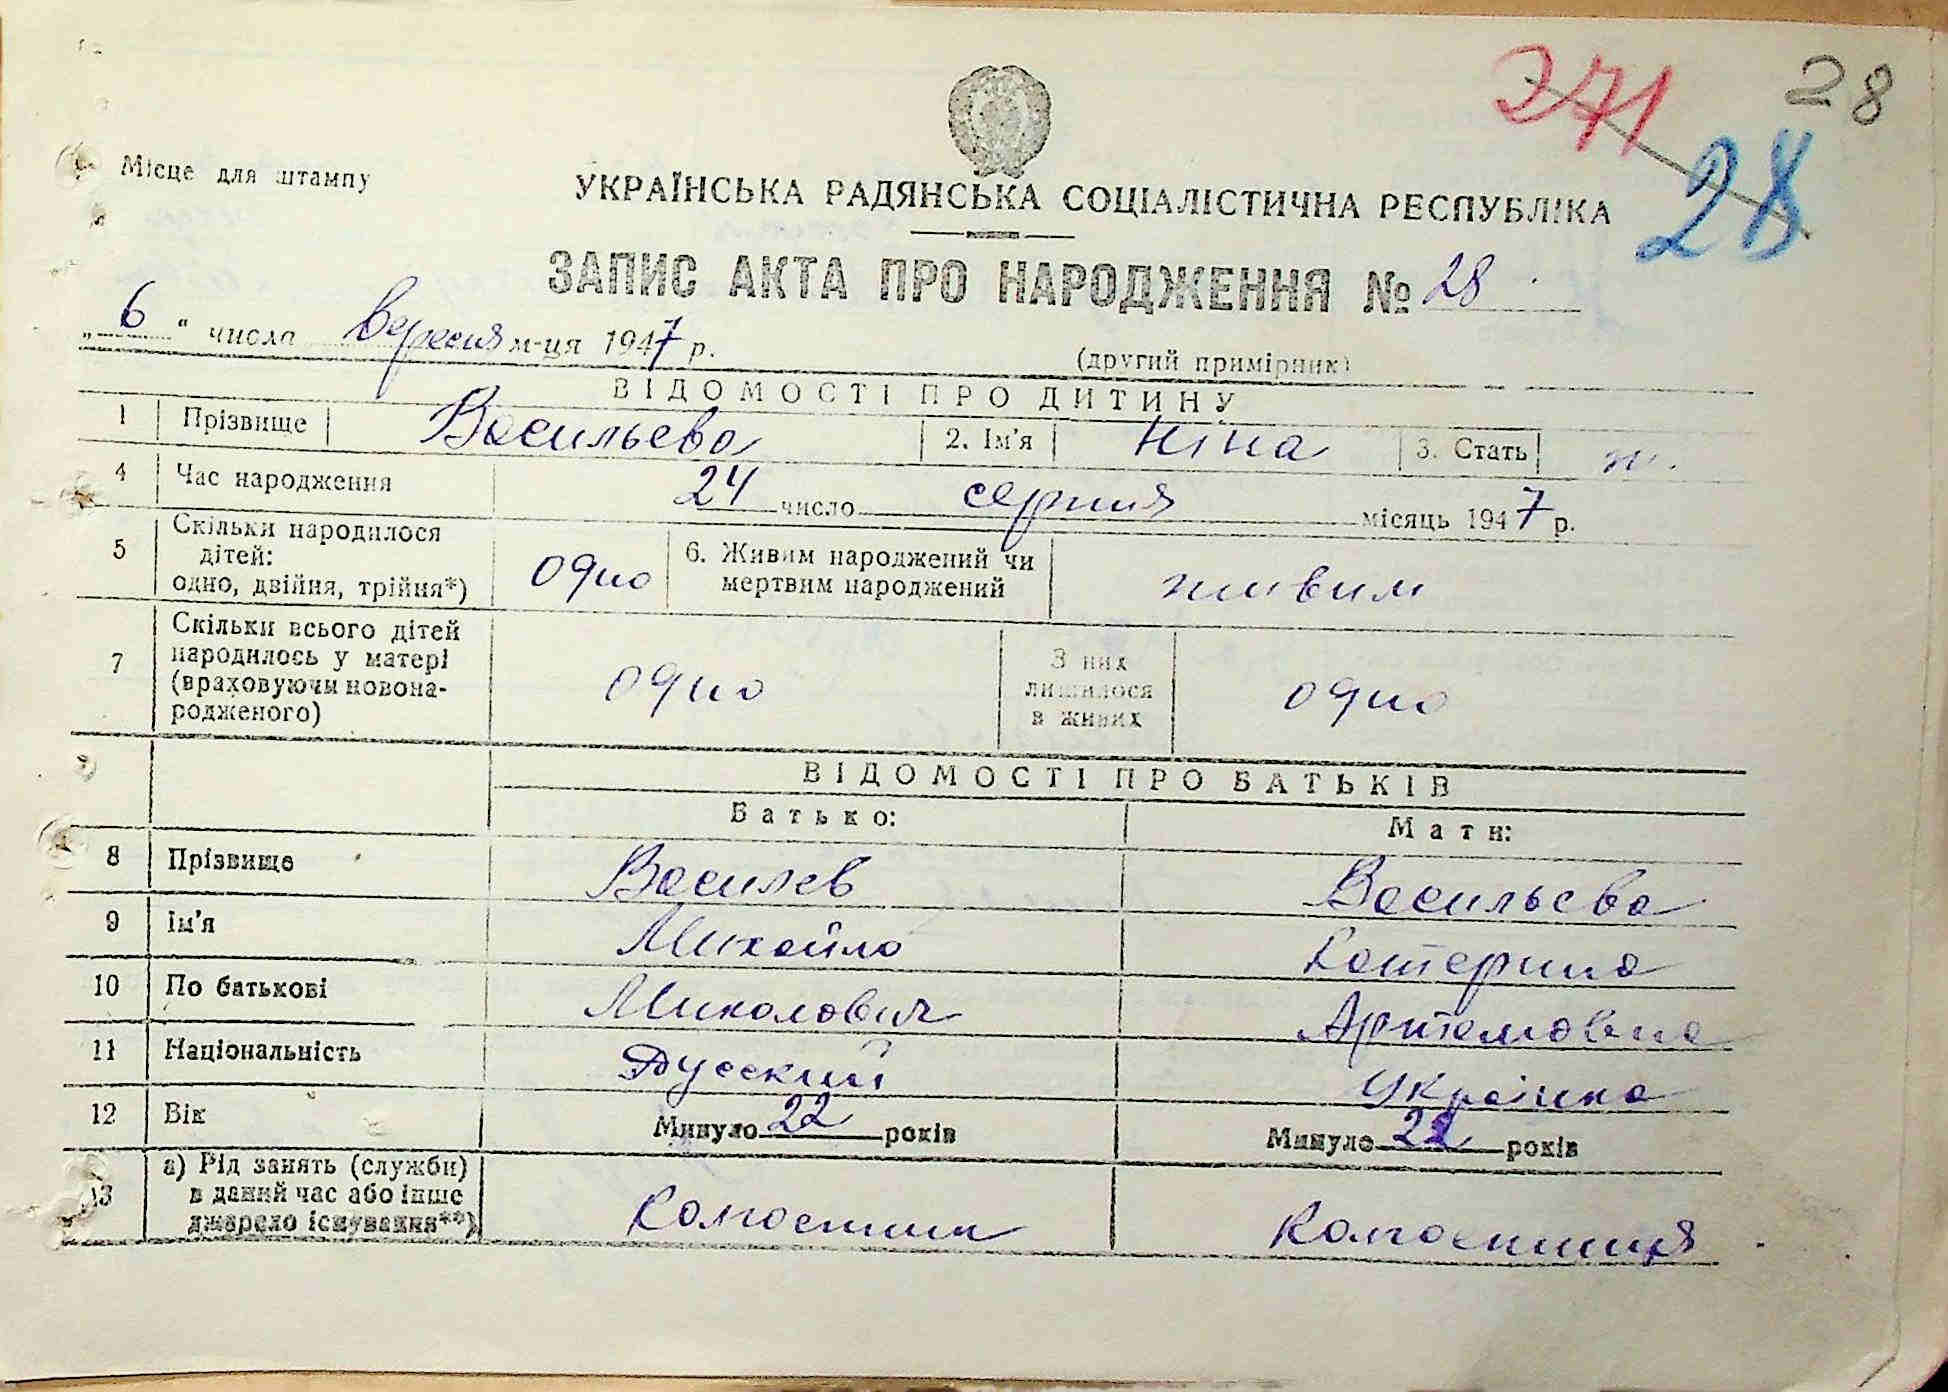 271 28
28
Місце для штампу
УКРАЇНСЬКА РАДЯНСЬКА СОЦІАЛІСТИЧНА РЕСПУБЛІКА
ЗАПИС АКТА ПРО НАРОДЖЕННЯ № 28
„6“ числа вересня м-ця 1947 р.
(другий примірник)
ВІДОМОСТІ ПРО ДИТИНУ
1 Прізвище Васильева 2. Ім'я Ніна 3. Стать ж.
4 Час народження 24 число серпня місяць 1947 р.
5 Скільки народилося дітей: одно, двійня, трійня*) одно 6. Живим народжений чи мертвим народжений живим
7 Скільки всього дітей народилось у матері (враховуючи новонародженого) одно З них лишилося в живих одно
ВІДОМОСТІ ПРО БАТЬКІВ
Батько: Мати:
8 Прізвище Василев Васильева
9 Ім'я Михайло Катерина
10 По батькові Миколович Артемовна
11 Національність Русский Українка
12 Вік Минуло 22 років Минуло 22 років
13 а) Рід занять (служби) в даний час або інше джерело існування**) Колгоспник Колгоспниця